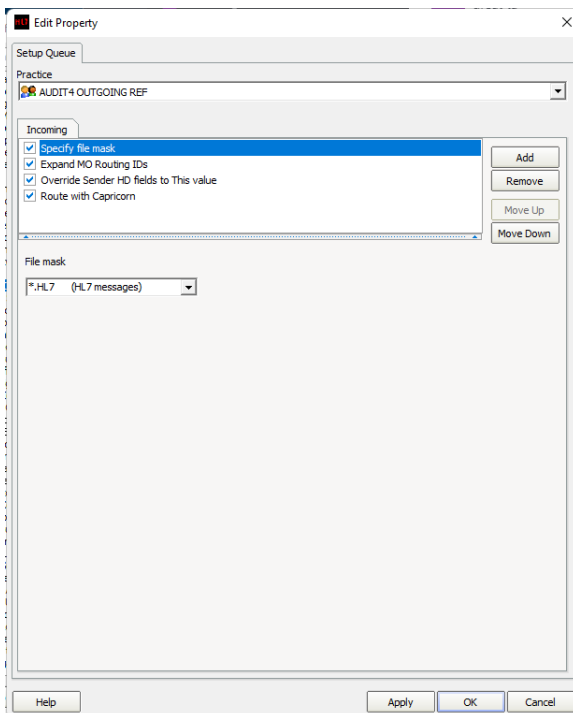 Edit Property
Setup Queue
Practice
AUDIT4 OUTGOING REF
Incoming
Specify file mask
Expand MO Routing IDs
Override Sender HD fields to This value
Route with Capricorn
Add
Remove
Move Up
Move Down
File mask
*.HL7 (HL7 messages)
Help
Apply
OK
Cancel